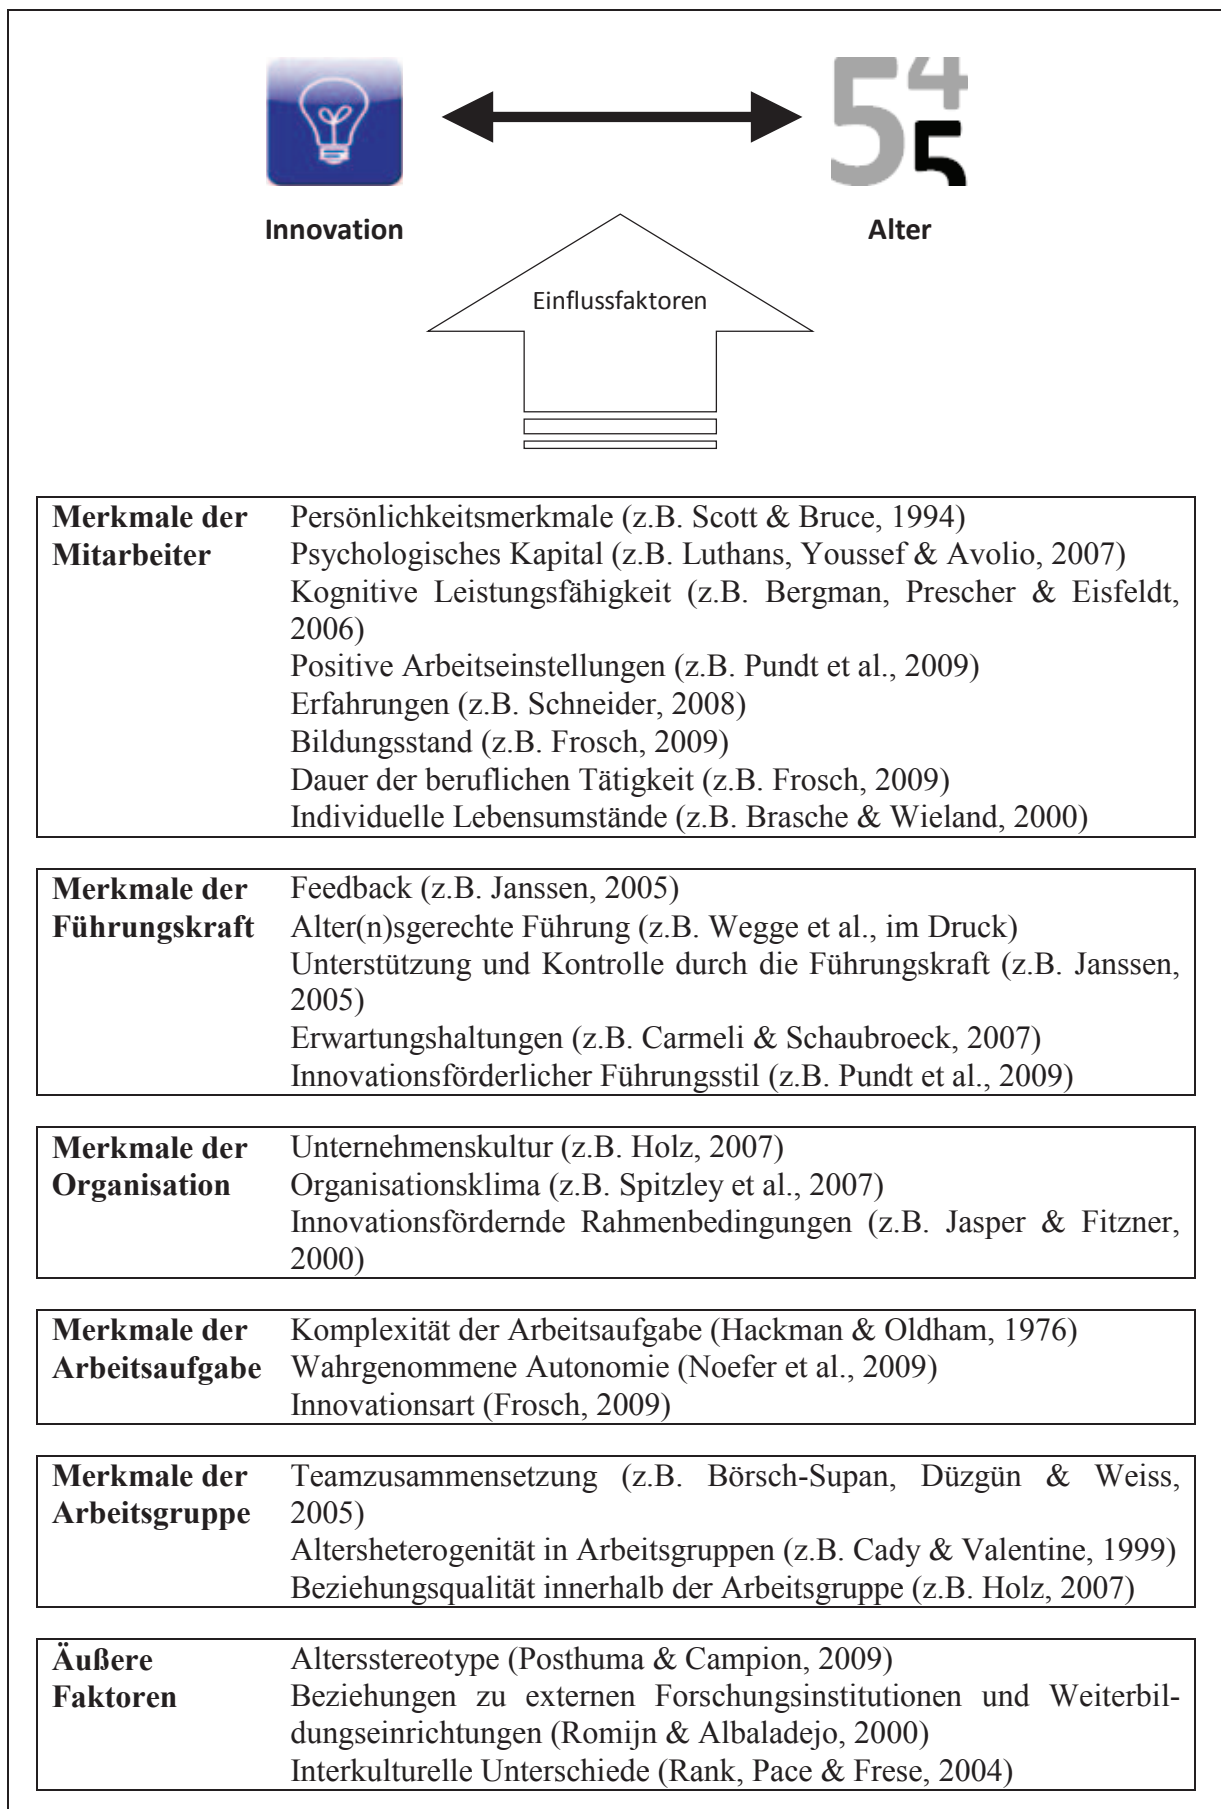 54
5
Innovation
Alter
Einflussfaktoren
Merkmale der Mitarbeiter
Persönlichkeitsmerkmale (z.B. Scott & Bruce, 1994)
Psychologisches Kapital (z.B. Luthans, Youssef & Avolio, 2007)
Kognitive Leistungsfähigkeit (z.B. Bergman, Prescher & Eisfeldt,
2006)
Positive Arbeitseinstellungen (z.B. Pundt et al., 2009)
Erfahrungen (z.B. Schneider, 2008)
Bildungsstand (z.B. Frosch, 2009)
Dauer der beruflichen Tätigkeit (z.B. Frosch, 2009)
Individuelle Lebensumstände (z.B. Brasche & Wieland, 2000)
Merkmale der Führungskraft
Feedback (z.B. Janssen, 2005)
Alter(n)sgerechte Führung (z.B. Wegge et al., im Druck)
Unterstützung und Kontrolle durch die Führungskraft (z.B. Janssen,
2005)
Erwartungshaltungen (z.B. Carmeli & Schaubroeck, 2007)
Innovationsförderlicher Führungsstil (z.B. Pundt et al., 2009)
Merkmale der Organisation
Unternehmenskultur (z.B. Holz, 2007)
Organisationsklima (z.B. Spitzley et al., 2007)
Innovationsfördernde Rahmenbedingungen (z.B. Jasper & Fitzner,
2000)
Merkmale der Arbeitsaufgabe
Komplexität der Arbeitsaufgabe (Hackman & Oldham, 1976)
Wahrgenommene Autonomie (Noefer et al., 2009)
Innovationsart (Frosch, 2009)
Merkmale der Arbeitsgruppe
Teamzusammensetzung (z.B. Börsch-Supan, Düzgün & Weiss,
2005)
Altersheterogenität in Arbeitsgruppen (z.B. Cady & Valentine, 1999)
Beziehungsqualität innerhalb der Arbeitsgruppe (z.B. Holz, 2007)
Äußere Faktoren
Altersstereotype (Posthuma & Campion, 2009)
Beziehungen zu externen Forschungsinstitutionen und Weiterbil-
dungseinrichtungen (Romijn & Albaladejo, 2000)
Interkulturelle Unterschiede (Rank, Pace & Frese, 2004)